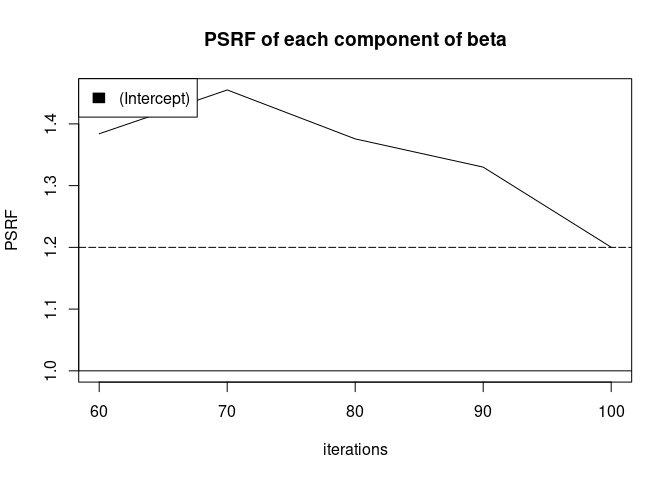 PSRF of each component of beta
(Intercept)
PSRF
1.4
1.3
1.2
1.1
1.0
60 70 80 90 100
iterations